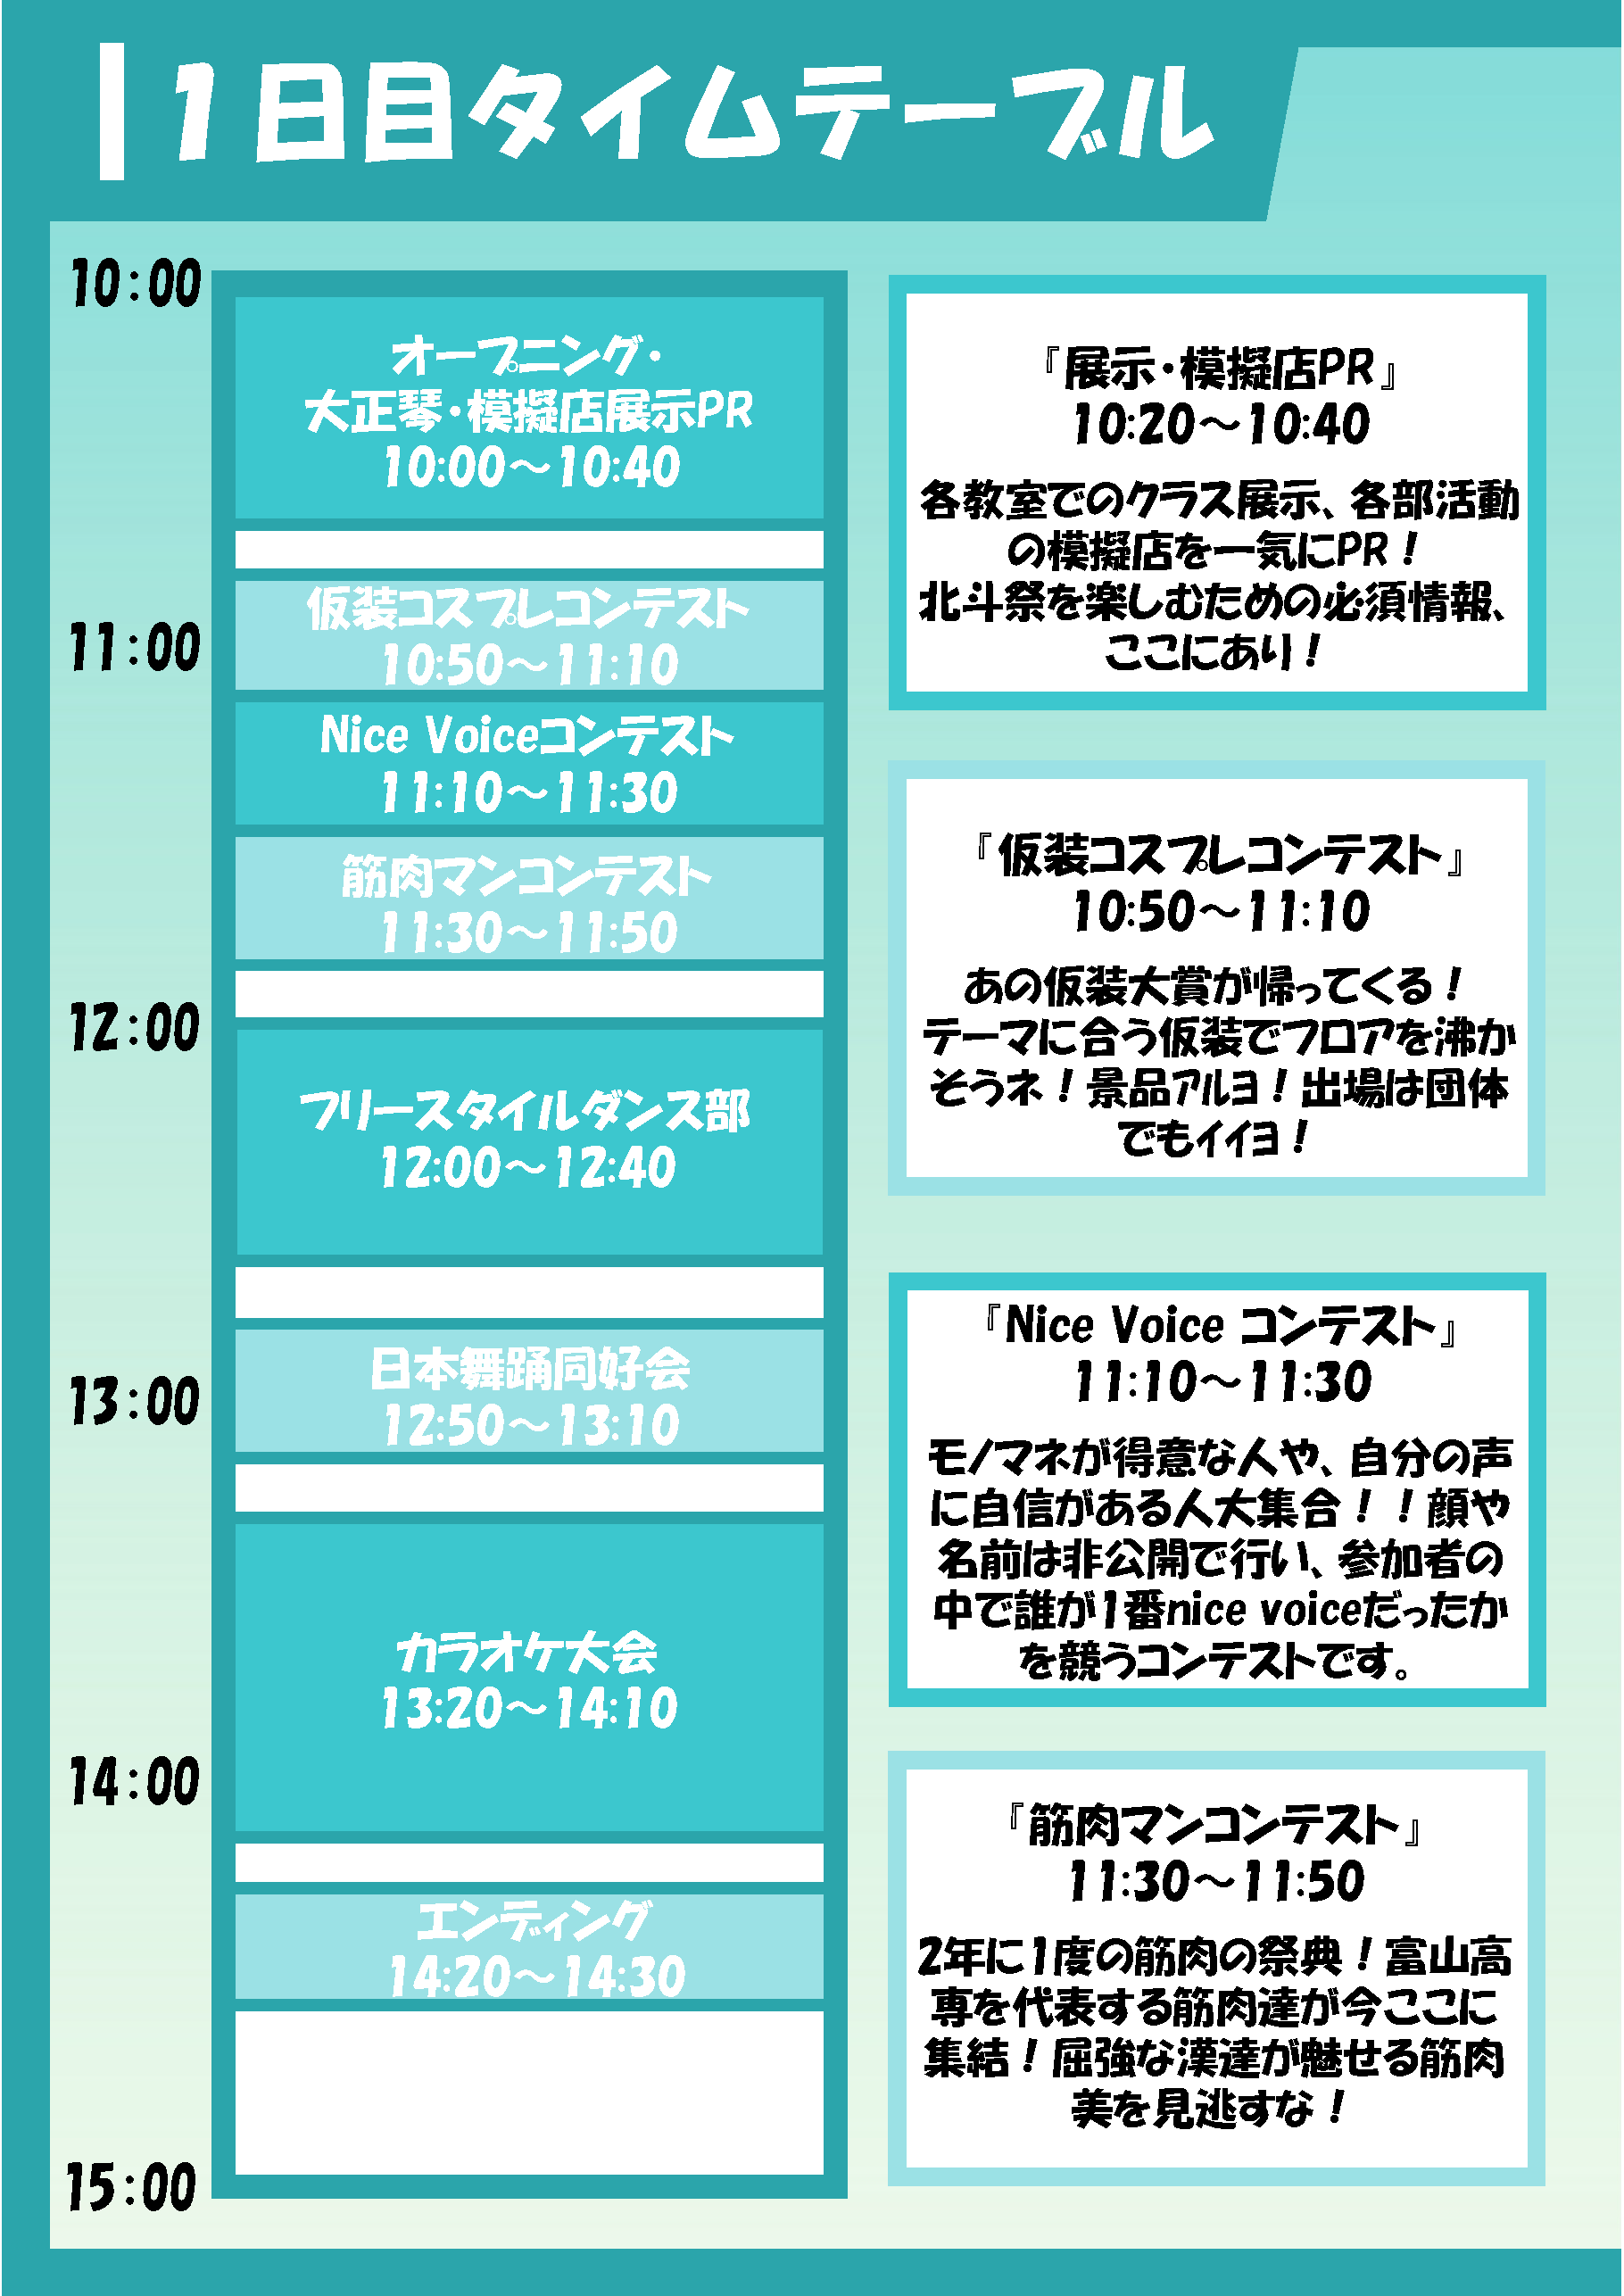 1日目タイムテーブル
10:00
オープニング・
大正琴・模擬店展示PR
10:00～10:40
仮装コスプレコンテスト
11:00
10:50～11:10
Nice Voiceコンテスト
11:10～11:30
筋肉マンコンテスト
11:30～11:50
12:00
フリースタイルダンス部
12:00～12:40
日本舞踊同好会
13:00
12:50～13:10
カラオケ大会
13:20～14:10
14:00
エンディング
14:20～14:30
15:00
『展示・模擬店PR』
10:20～10:40
各教室でのクラス展示、各部活動
の模擬店を一気にPR！
北斗祭を楽しむための必須情報、
ここにあり！
『仮装コスプレコンテスト』
10:50～11:10
あの仮装大賞が帰ってくる！
テーマに合う仮装でフロアを沸か
そうネ！景品ｱﾙヨ！出場は団体
でもイイヨ！
『Nice Voice コンテスト』
11:10～11:30
モノマネが得意な人や、自分の声
に自信がある人大集合！！顔や
名前は非公開で行い、参加者の
中で誰が1番nice voiceだったか
を競うコンテストです。
『筋肉マンコンテスト』
11:30～11:50
2年に1度の筋肉の祭典！富山高
専を代表する筋肉達が今ここに
集結！屈強な漢達が魅せる筋肉
美を見逃すな！